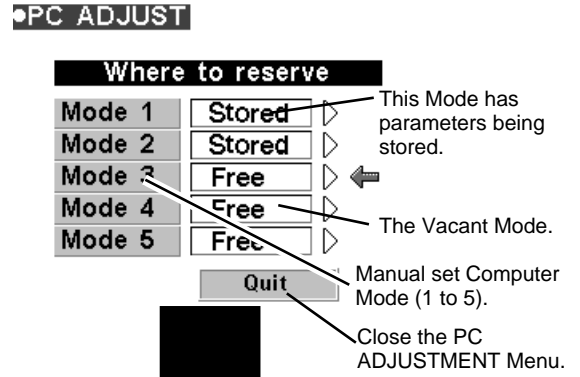 ●PC ADJUST
Where to reserve
Mode 1 Stored
Mode 2 Stored
Mode 3 Free
Mode 4 Free
Mode 5 Free
Quit
This Mode has
parameters being
stored.
The Vacant Mode.
Manual set Computer
Mode (1 to 5).
Close the PC
ADJUSTMENT Menu.